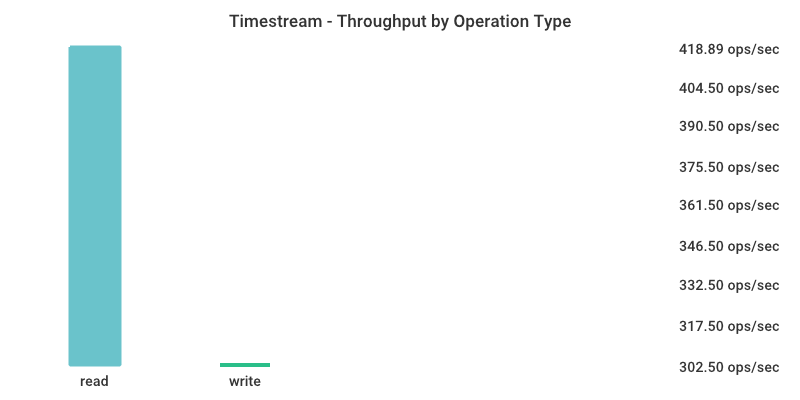 Timestream - Throughput by Operation Type
418.89 ops/sec
404.50 ops/sec
390.50 ops/sec
375.50 ops/sec
361.50 ops/sec
346.50 ops/sec
332.50 ops/sec
317.50 ops/sec
302.50 ops/sec
read
write